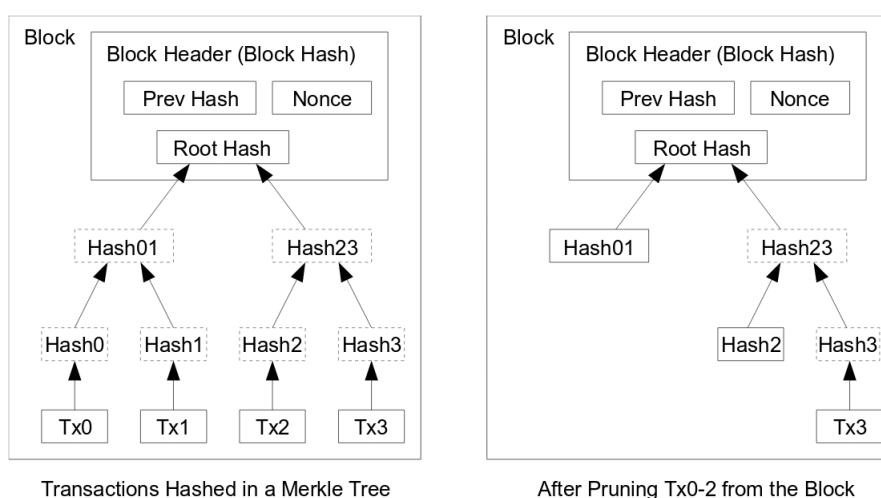 Block
Block Header (Block Hash)
Prev Hash
Nonce
Root Hash
Hash01
Hash23
Hash0
Hash1
Hash2
Hash3
Tx0
Tx1
Tx2
Tx3
Transactions Hashed in a Merkle Tree
Block
Block Header (Block Hash)
Prev Hash
Nonce
Root Hash
Hash01
Hash23
Hash2
Hash3
Tx3
After Pruning Tx0-2 from the Block